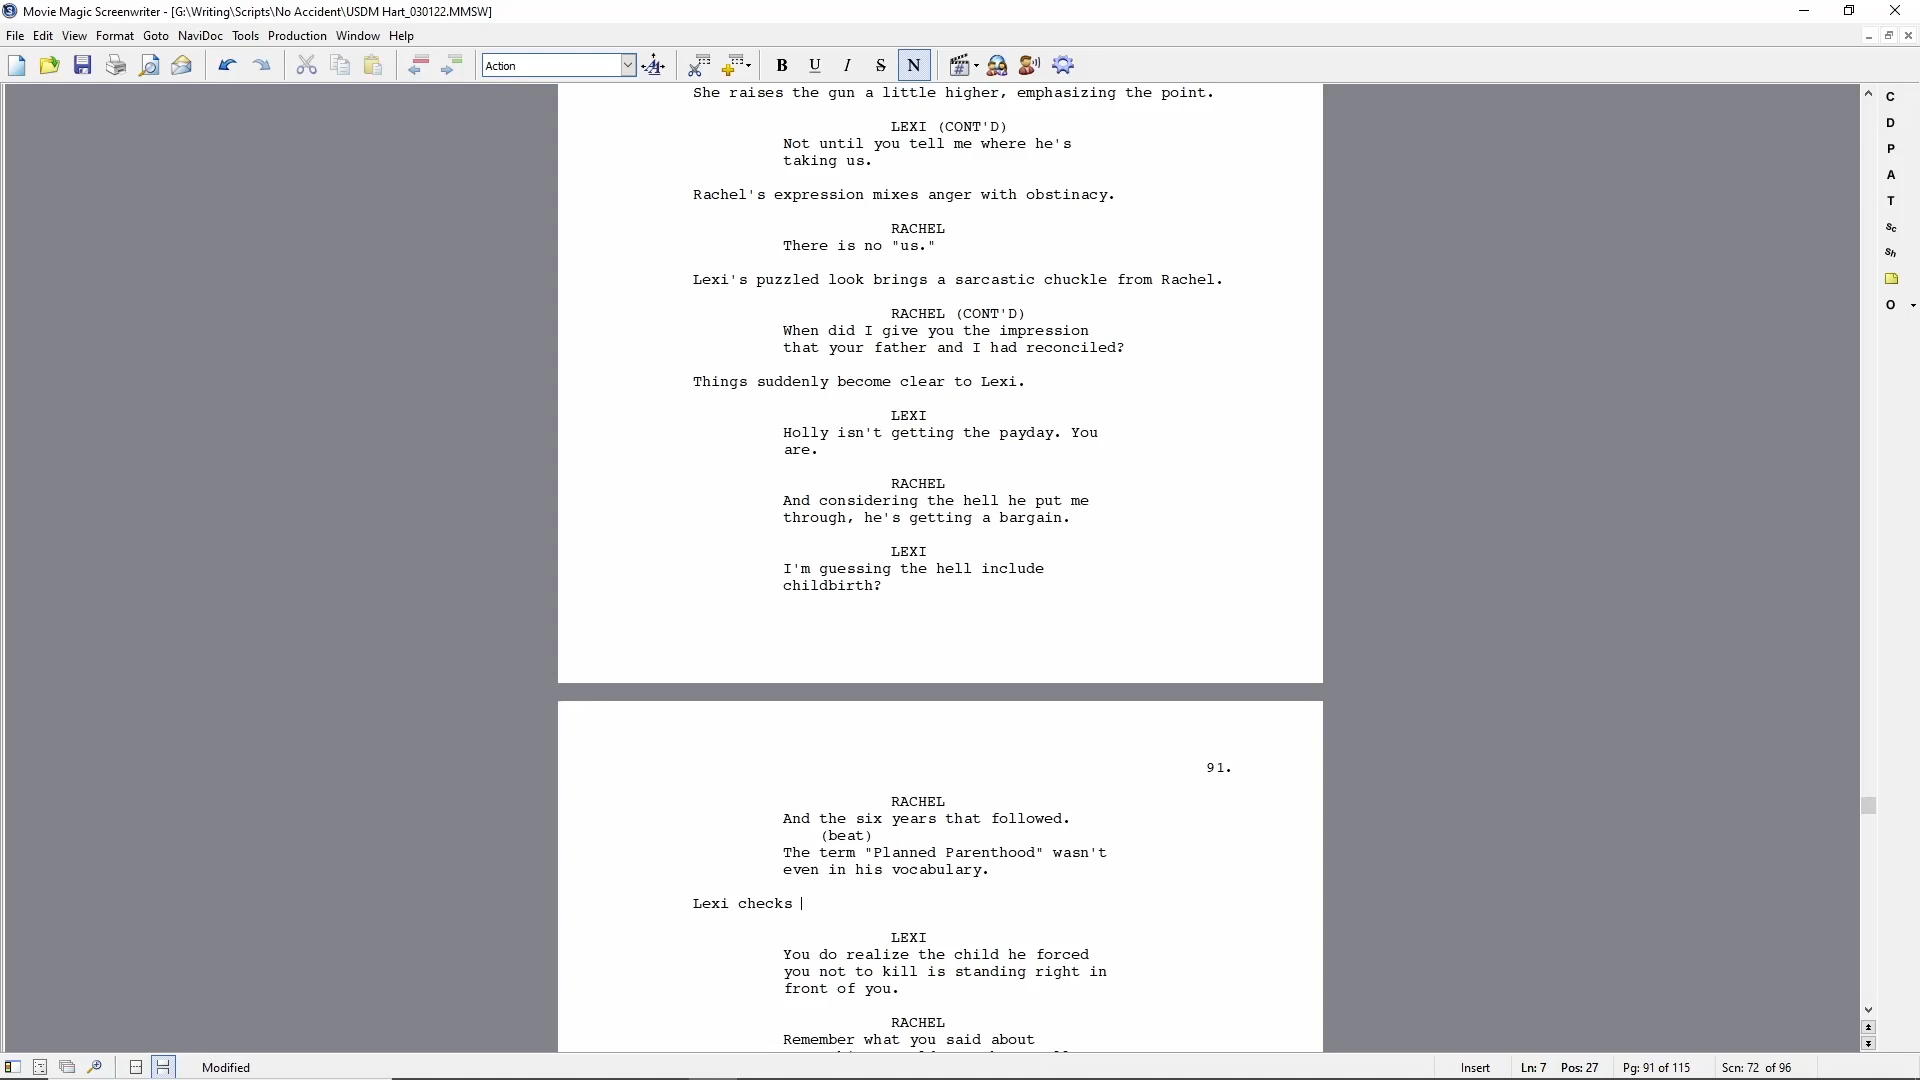 Movie Magic Screenwriter - [G:\Writing\Scripts\No Accident\USDM Hart_030122.MMSW]
File Edit View Format Goto NaviDoc Tools Production Window Help
Action
B U I S N
She raises the gun a little higher, emphasizing the point.
LEXI (CONT'D)
Not until you tell me where he's
taking us.
Rachel's expression mixes anger with obstinacy.
RACHEL
There is no "us."
Lexi's puzzled look brings a sarcastic chuckle from Rachel.
RACHEL (CONT'D)
When did I give you the impression
that your father and I had reconciled?
Things suddenly become clear to Lexi.
LEXI
Holly isn't getting the payday. You
are.
RACHEL
And considering the hell he put me
through, he's getting a bargain.
LEXI
I'm guessing the hell include
childbirth?
91.
RACHEL
And the six years that followed.
(beat)
The term "Planned Parenthood" wasn't
even in his vocabulary.
Lexi checks
LEXI
You do realize the child he forced
you not to kill is standing right in
front of you.
RACHEL
Remember what you said about
C
D
P
A
T
Sc
Sh
O
Modified
Insert Ln: 7 Pos: 27 Pg: 91 of 115 Scn: 72 of 96